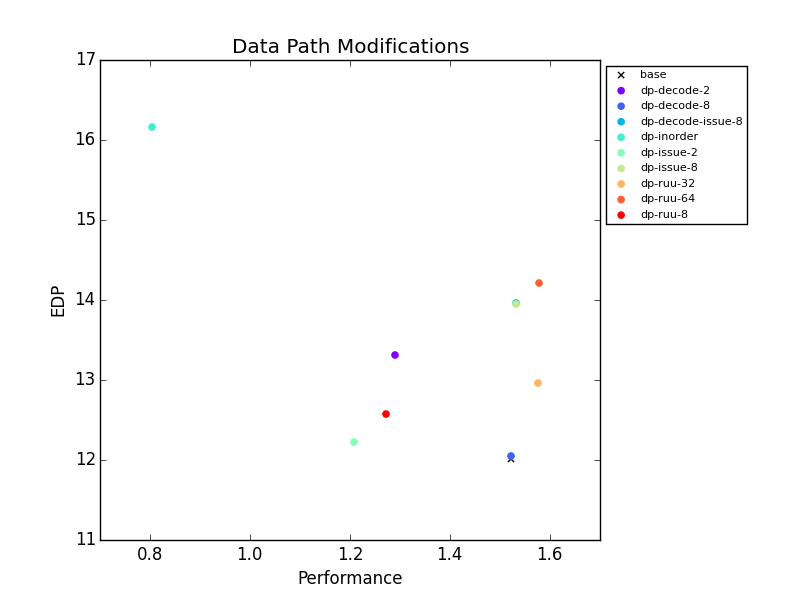 Data Path Modifications
17
16
15
14
13
12
11
EDP
0.8 1.0 1.2 1.4 1.6
Performance
base
dp-decode-2
dp-decode-8
dp-decode-issue-8
dp-inorder
dp-issue-2
dp-issue-8
dp-ruu-32
dp-ruu-64
dp-ruu-8